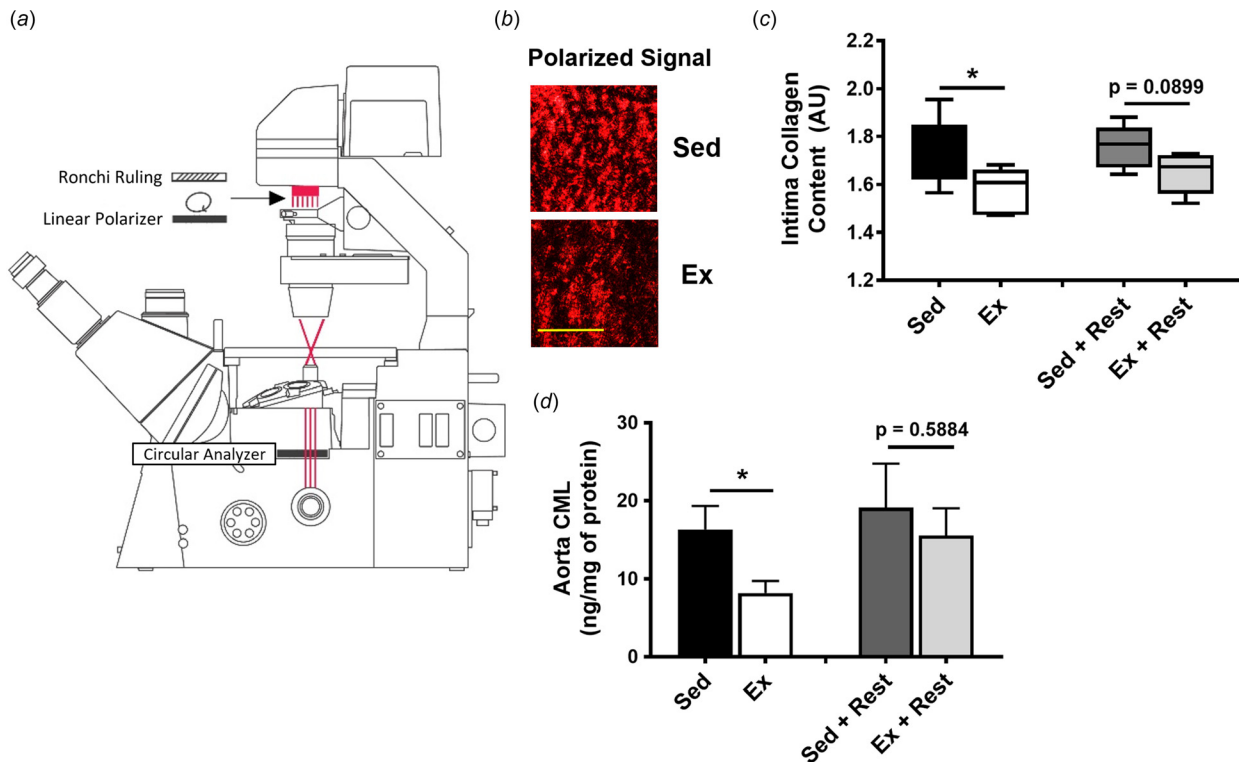 (a)
Ronchi Ruling
Linear Polarizer
Circular Analyzer
(b)
Polarized Signal
Sed
Ex
(c)
Intima Collagen
Content (AU)
2.2
2.0
1.8
1.6
1.4
1.2
*
p = 0.0899
Sed
Ex
Sed + Rest
Ex + Rest
(d)
Aorta CML
(ng/mg of protein)
30
20
10
0
*
p = 0.5884
Sed
Ex
Sed + Rest
Ex + Rest